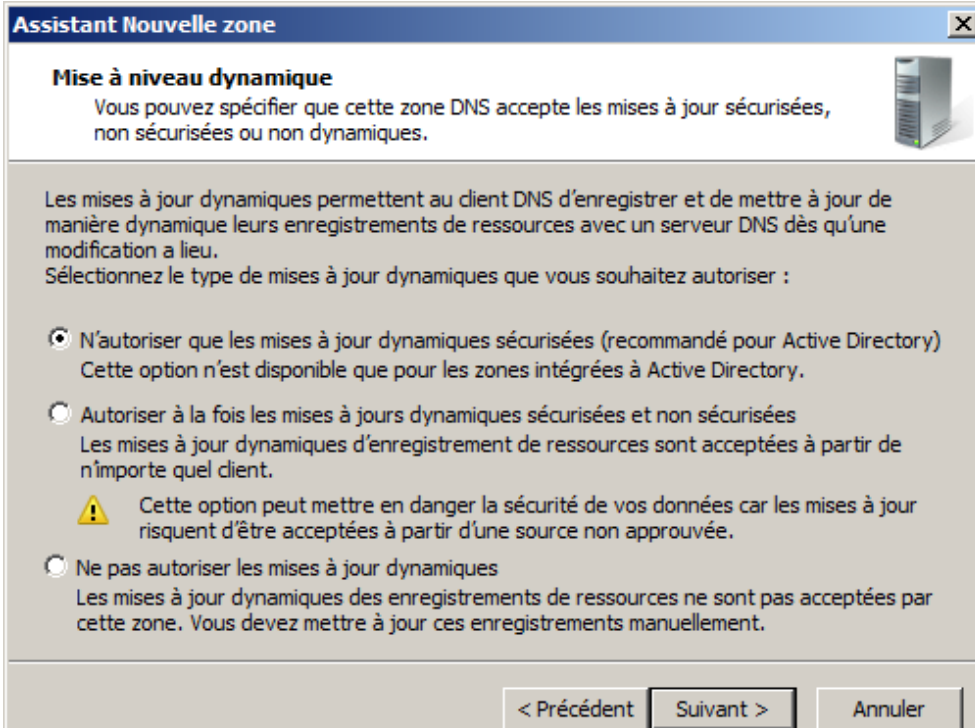 Assistant Nouvelle zone
Mise à niveau dynamique
Vous pouvez spécifier que cette zone DNS accepte les mises à jour sécurisées,
non sécurisées ou non dynamiques.
Les mises à jour dynamiques permettent au client DNS d'enregistrer et de mettre à jour de
manière dynamique leurs enregistrements de ressources avec un serveur DNS dès qu'une
modification a lieu.
Sélectionnez le type de mises à jour dynamiques que vous souhaitez autoriser :
N'autoriser que les mises à jour dynamiques sécurisées (recommandé pour Active Directory)
Cette option n'est disponible que pour les zones intégrées à Active Directory.
Autoriser à la fois les mises à jours dynamiques sécurisées et non sécurisées
Les mises à jour dynamiques d'enregistrement de ressources sont acceptées à partir de
n'importe quel client.
Cette option peut mettre en danger la sécurité de vos données car les mises à jour
risquent d'être acceptées à partir d'une source non approuvée.
Ne pas autoriser les mises à jour dynamiques
Les mises à jour dynamiques des enregistrements de ressources ne sont pas acceptées par
cette zone. Vous devez mettre à jour ces enregistrements manuellement.
< Précédent Suivant > Annuler